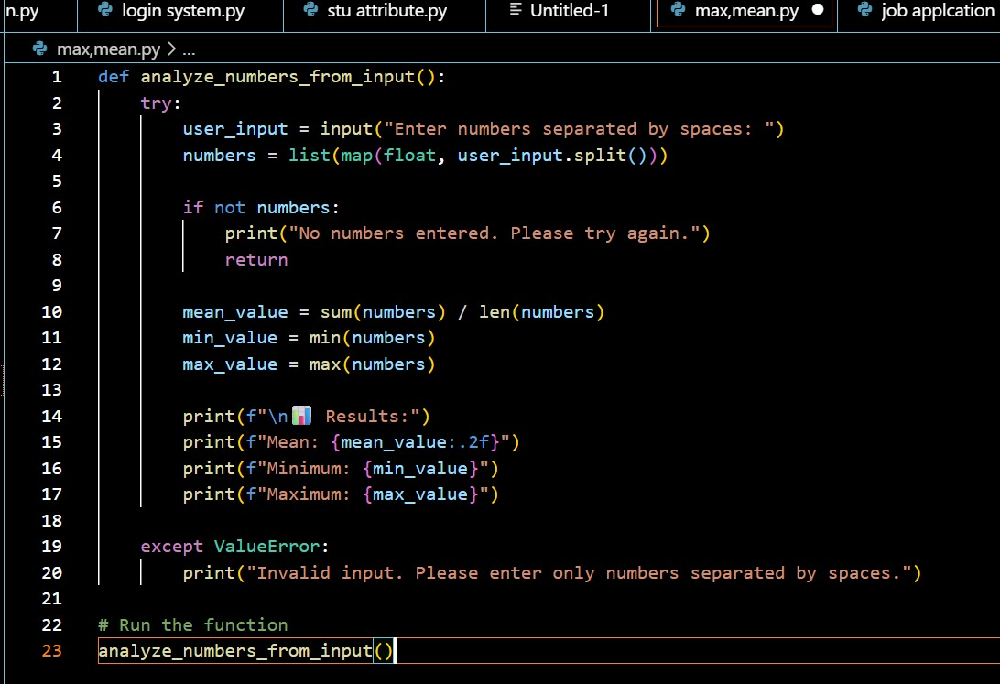 n.py login system.py stu attribute.py Untitled-1 max,mean.py job applcation
max,mean.py > ...
1 def analyze_numbers_from_input():
2     try:
3         user_input = input("Enter numbers separated by spaces: ")
4         numbers = list(map(float, user_input.split()))
5
6         if not numbers:
7             print("No numbers entered. Please try again.")
8             return
9
10         mean_value = sum(numbers) / len(numbers)
11         min_value = min(numbers)
12         max_value = max(numbers)
13
14         print(f"\n📊 Results:")
15         print(f"Mean: {mean_value:.2f}")
16         print(f"Minimum: {min_value}")
17         print(f"Maximum: {max_value}")
18
19     except ValueError:
20         print("Invalid input. Please enter only numbers separated by spaces.")
21
22 # Run the function
23 analyze_numbers_from_input()